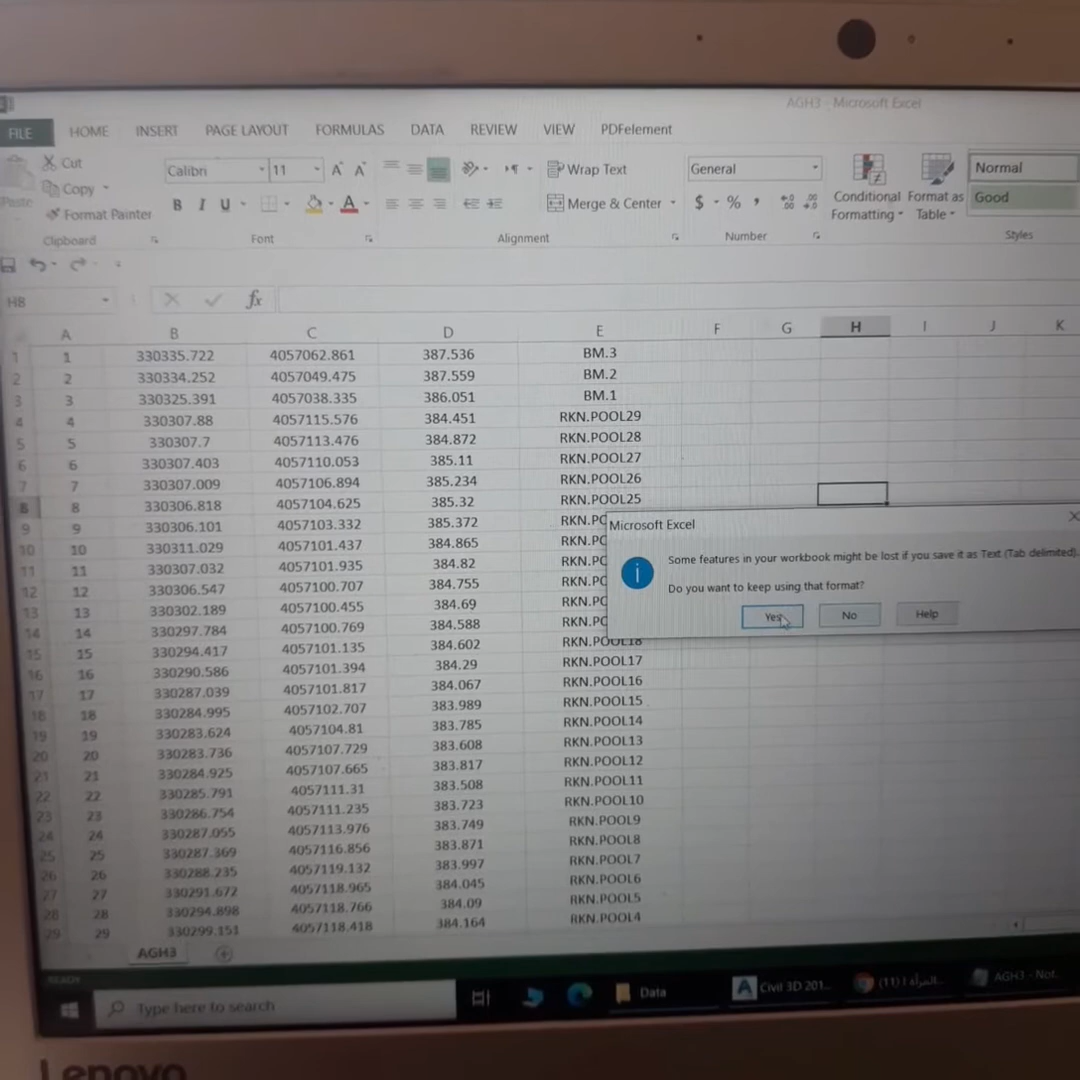 AGH3 - Microsoft Excel
FILE HOME INSERT PAGE LAYOUT FORMULAS DATA REVIEW VIEW PDFelement
Paste
Cut
Copy
Format Painter
Clipboard
Calibri 11 A A
B I U A
Font
Wrap Text
Merge & Center
Alignment
General
$ % ,
Number
Conditional Formatting
Format as Table
Normal
Good
Styles
H8 fx
A B C D E F G H I J K
1 1 330335.722 4057062.861 387.536 BM.3
2 2 330334.252 4057049.475 387.559 BM.2
3 3 330325.391 4057038.335 386.051 BM.1
4 4 330307.88 4057115.576 384.451 RKN.POOL29
5 5 330307.7 4057113.476 384.872 RKN.POOL28
6 6 330307.403 4057110.053 385.11 RKN.POOL27
7 7 330307.009 4057106.894 385.234 RKN.POOL26
8 8 330306.818 4057104.625 385.32 RKN.POOL25
9 9 330306.101 4057103.332 385.372 RKN.PO
10 10 330311.029 4057101.437 384.865 RKN.PO
11 11 330307.032 4057101.935 384.82 RKN.PO
12 12 330306.547 4057100.707 384.755 RKN.PO
13 13 330302.189 4057100.455 384.69 RKN.PO
14 14 330297.784 4057100.769 384.588 RKN.PO
15 15 330294.417 4057101.135 384.602 RKN.POOL18
16 16 330290.586 4057101.394 384.29 RKN.POOL17
17 17 330287.039 4057101.817 384.067 RKN.POOL16
18 18 330284.995 4057102.707 383.989 RKN.POOL15
19 19 330283.624 4057104.81 383.785 RKN.POOL14
20 20 330283.736 4057107.729 383.608 RKN.POOL13
21 21 330284.925 4057107.665 383.817 RKN.POOL12
22 22 330285.791 4057111.31 383.508 RKN.POOL11
23 23 330286.754 4057111.235 383.723 RKN.POOL10
24 24 330287.055 4057113.976 383.749 RKN.POOL9
25 25 330287.369 4057116.856 383.871 RKN.POOL8
26 26 330288.235 4057119.132 383.997 RKN.POOL7
27 27 330291.672 4057118.965 384.045 RKN.POOL6
28 28 330294.898 4057118.766 384.09 RKN.POOL5
29 29 330299.151 4057118.418 384.164 RKN.POOL4
Microsoft Excel
Some features in your workbook might be lost if you save it as Text (Tab delimited).
Do you want to keep using that format?
Yes No Help
AGH3
READY
Type here to search
Data
Civil 3D 201...
(11) المرأة ا...
AGH3 - Not...
Lenovo